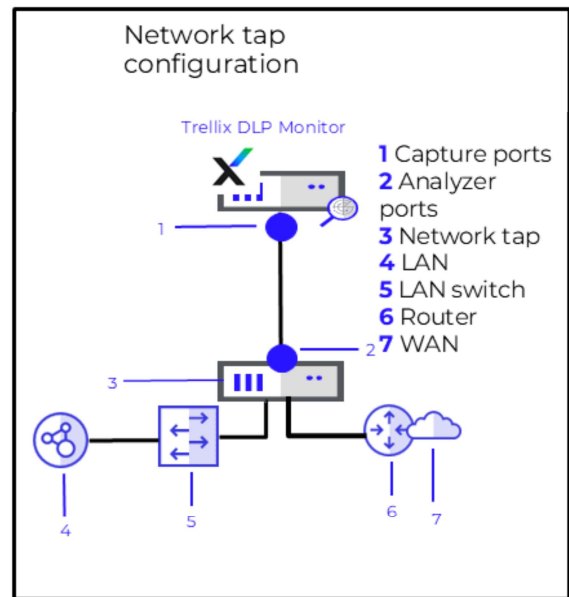 Network tap
configuration
Trellix DLP Monitor
1 Capture ports
2 Analyzer
ports
3 Network tap
4 LAN
5 LAN switch
6 Router
7 WAN
1
2
3
4
5
6
7